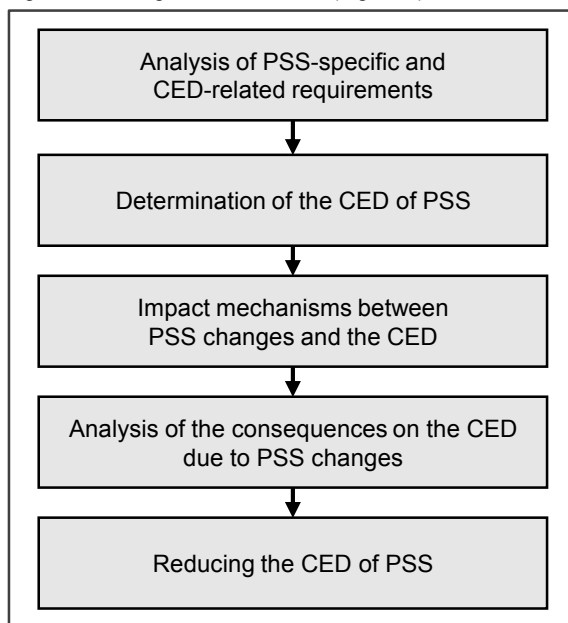 Analysis of PSS-specific and
CED-related requirements
Determination of the CED of PSS
Impact mechanisms between
PSS changes and the CED
Analysis of the consequences on the CED
due to PSS changes
Reducing the CED of PSS